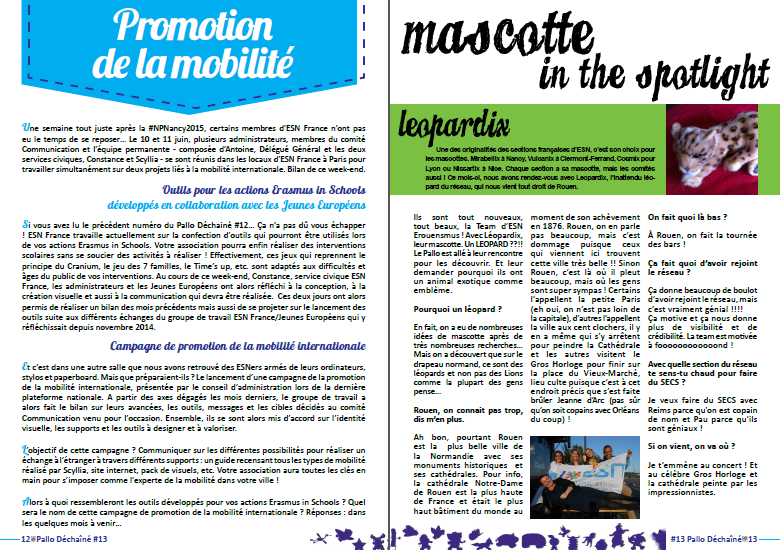 Promotion
de la mobilité
Une semaine tout juste après la #NPNancy2015, certains membres d'ESN France n'ont pas
eu le temps de se reposer... Le 10 et 11 juin, plusieurs administrateurs, membres du comité
Communication et l'équipe permanente - composée d'Antoine, Délégué Général et les deux
services civiques, Constance et Scyllia - se sont réunis dans les locaux d'ESN France à Paris pour
travailler simultanément sur deux projets liés à la mobilité internationale. Bilan de ce week-end.
Outils pour les actions Erasmus in Schools
développés en collaboration avec les Jeunes Européens
Si vous avez lu le précédent numéro du Pallo Déchaîné #12... Ça n'a pas dû vous échapper
! ESN France travaille actuellement sur la confection d'outils qui pourront être utilisés lors
de vos actions Erasmus in Schools. Votre association pourra enfin réaliser des interventions
scolaires sans se soucier des activités à réaliser ! Effectivement, ces jeux qui reprennent le
principe du Cranium, le jeu des 7 familles, le Time's up, etc. sont adaptés aux difficultés et
âges du public de vos interventions. Au cours de ce week-end, Constance, service civique ESN
France, les administrateurs et les Jeunes Européens ont alors réfléchi à la conception, à la
création visuelle et aussi à la communication qui devra être réalisée. Ces deux jours ont alors
permis de réaliser un bilan des mois précédents mais aussi de se projeter sur le lancement des
outils suite aux différents échanges du groupe de travail ESN France/Jeunes Européens qui y
réfléchissait depuis novembre 2014.
Campagne de promotion de la mobilité internationale
Et c'est dans une autre salle que nous avons retrouvé des ESNers armés de leurs ordinateurs,
stylos et paperboard. Mais que préparaient-ils ? Le lancement d'une campagne de la promotion
de la mobilité internationale, présentée par le conseil d'administration lors de la dernière
plateforme nationale. A partir des axes dégagés les mois derniers, le groupe de travail a
alors fait le bilan sur leurs avancées, les outils, messages et les cibles décidés au comité
Communication venu pour l'occasion. Ensemble, ils se sont alors mis d'accord sur l'identité
visuelle, les supports et les outils à designer et à valoriser.
L'objectif de cette campagne ? Communiquer sur les différentes possibilités pour réaliser un
échange à l'étranger à travers différents supports : un guide recensant tous les types de mobilité
réalisé par Scyllia, site internet, pack de visuels, etc. Votre association aura toutes les clés en
main pour s'imposer comme l'experte de la mobilité dans votre ville !
Alors à quoi ressembleront les outils développés pour vos actions Erasmus in Schools ? Quel
sera le nom de cette campagne de promotion de la mobilité internationale ? Réponses : dans
les quelques mois à venir...
12 Pallo Déchaîné #13
mascotte
in the spotlight
leopardix
Une des originalités des sections françaises d'ESN, c'est son choix pour
les mascottes. Mirabellix à Nancy, Vulcanix à Clermont-Ferrand, Cosmix pour
Lyon ou Nissartix à Nice. Chaque section a sa mascotte, mais les comités
aussi ! Ce mois-ci, nous avons rendez-vous avec Leopardix, l'inattendu léo-
pard du réseau, qui nous vient tout droit de Rouen.
Ils sont tout nouveaux,
tout beaux, la Team d'ESN
Erouensmus ! Avec Léopardix,
leur mascotte. Un LEOPARD ??!!
Le Pallo est allé à leur rencontre
pour les découvrir. Et leur
demander pourquoi ils ont
un animal exotique comme
emblème.
Pourquoi un léopard ?
En fait, on a eu de nombreuses
idées de mascotte après de
très nombreuses recherches...
Mais on a découvert que sur le
drapeau normand, ce sont des
léopards et non pas des Lions
comme la plupart des gens
pense...
Rouen, on connait pas trop,
dis m'en plus.
Ah bon, pourtant Rouen
est la plus belle ville de
la Normandie avec ses
monuments historiques et
ses cathédrales. Pour info,
la cathédrale Notre-Dame
de Rouen est la plus haute
de France et était le plus
haut bâtiment du monde au
moment de son achèvement
en 1876. Rouen, on en parle
pas beaucoup, mais c'est
dommage puisque ceux
qui viennent ici trouvent
cette ville très belle !! Sinon
Rouen, c'est là où il pleut
beaucoup, mais où les gens
sont super sympas ! Certains
l'appellent la petite Paris
(eh oui, on n'est pas loin de
la capitale), d'autres l'appellent
la ville aux cent clochers, il y
en a même qui s'y arrêtent
pour peindre la Cathédrale
et les autres visitent le
Gros Horloge pour finir sur
la place du Vieux-Marché,
lieu culte puisque c'est à cet
endroit précis que s'est faite
brûler Jeanne d'Arc (pas sûr
qu'on soit copains avec Orléans
du coup) !
ESN
On fait quoi là bas ?
À Rouen, on fait la tournée
des bars !
Ça fait quoi d'avoir rejoint
le réseau ?
Ça donne beaucoup de boulot
d'avoir rejoint le réseau, mais
c'est vraiment génial !!!!
Ça motive et ça nous donne
plus de visibilité et de
crédibilité. La team est motivée
à foooooooooooond !
Avec quelle section du réseau
te sens-tu chaud pour faire
du SECS ?
Je veux faire du SECS avec
Reims parce qu'on est copain
de nom et Pau parce qu'ils
sont géniaux !
Si on vient, on va où ?
Je t'emmène au concert ! Et
au célèbre Gros Horloge et
la cathédrale peinte par les
impressionnistes.
#13 Pallo Déchaîné #13